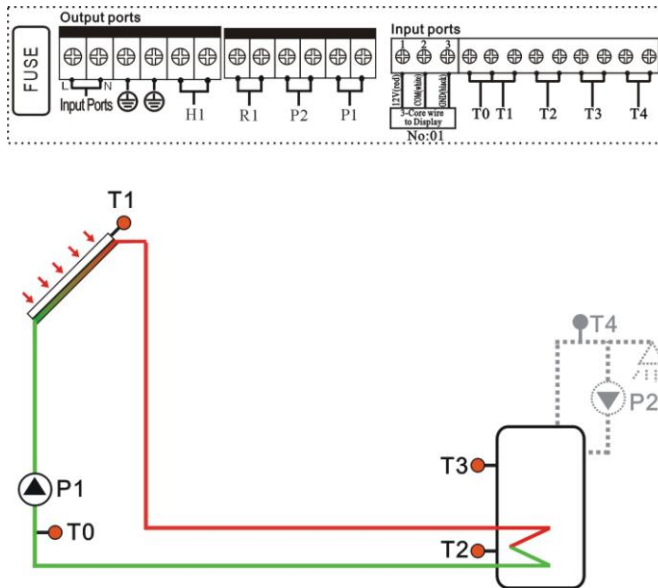 Output ports
Input ports
FUSE
1 2 3
L N
Input Ports
H1
R1 P2 P1
12V(red)
COM(white)
GND(black)
3-Core wire
to Display
No:01
T0 T1 T2 T3 T4
T1
T4
P2
T3
P1
T0
T2